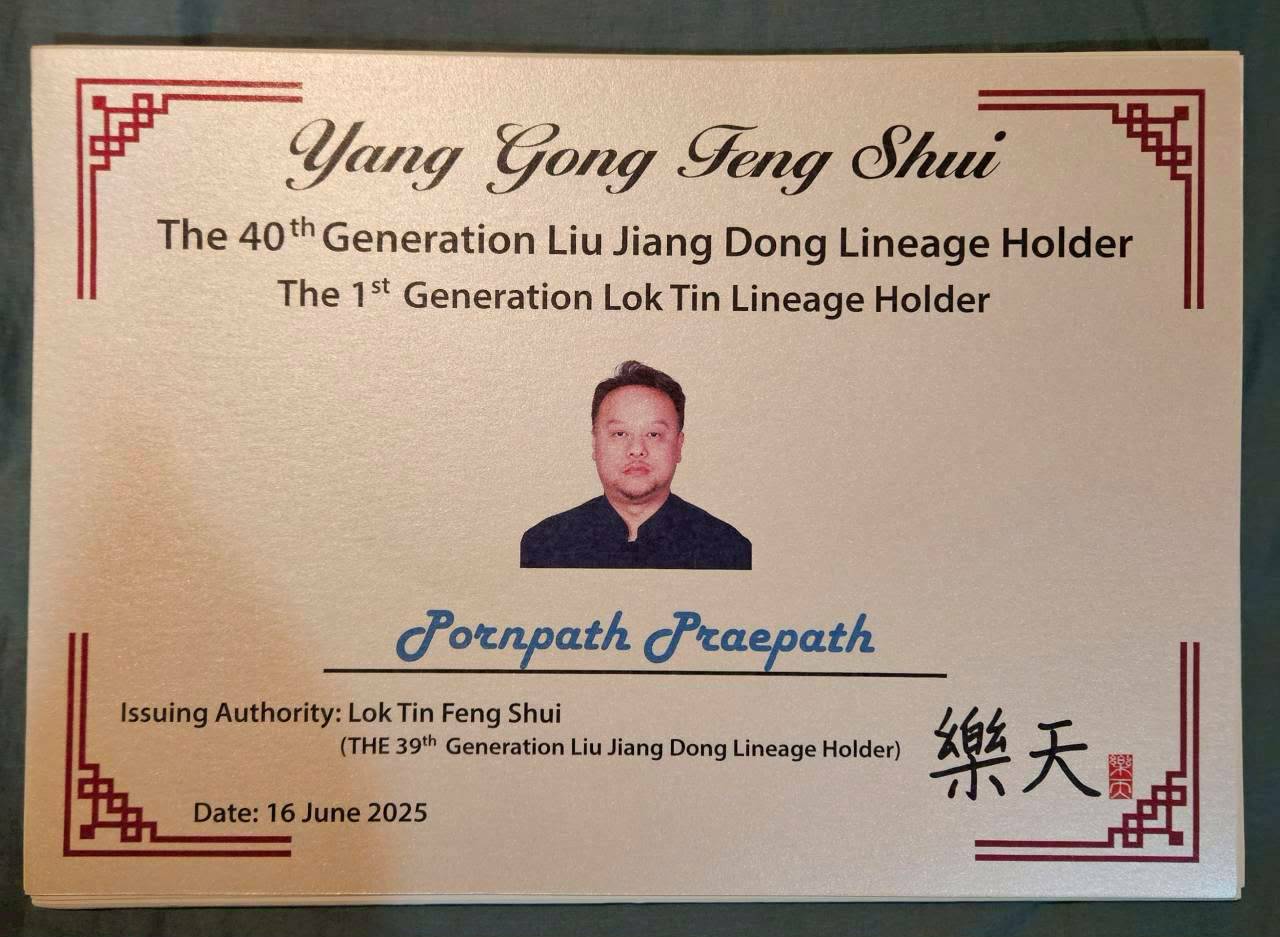 Yang Gong Feng Shui
The 40th Generation Liu Jiang Dong Lineage Holder
The 1st Generation Lok Tin Lineage Holder
Pornpath Praepath
Issuing Authority: Lok Tin Feng Shui
(THE 39th Generation Liu Jiang Dong Lineage Holder)
樂天
樂天
Date: 16 June 2025